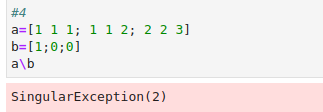 #4
a=[1 1 1; 1 1 2; 2 2 3]
b=[1;0;0]
a\b
SingularException(2)